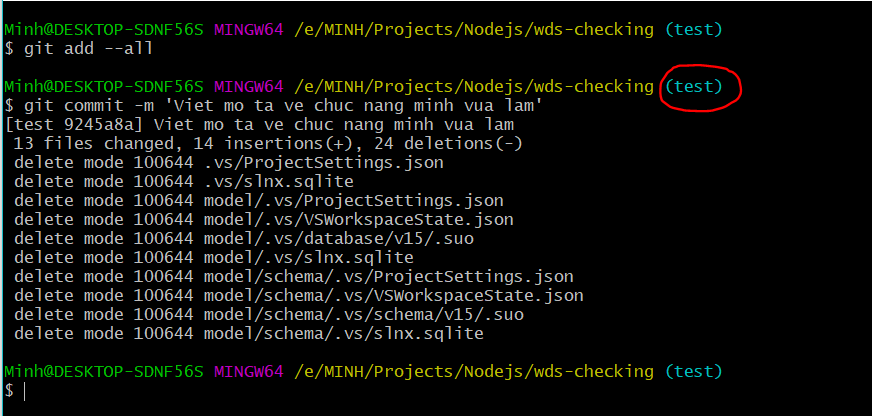 Minh@DESKTOP-SDNF56S MINGW64 /e/MINH/Projects/Nodejs/wds-checking (test)
$ git add --all
Minh@DESKTOP-SDNF56S MINGW64 /e/MINH/Projects/Nodejs/wds-checking (test)
$ git commit -m 'Viet mo ta ve chuc nang minh vua lam'
[test 9245a8a] Viet mo ta ve chuc nang minh vua lam
 13 files changed, 14 insertions(+), 24 deletions(-)
 delete mode 100644 .vs/ProjectSettings.json
 delete mode 100644 .vs/slnx.sqlite
 delete mode 100644 model/.vs/ProjectSettings.json
 delete mode 100644 model/.vs/VSWorkspaceState.json
 delete mode 100644 model/.vs/database/v15/.suo
 delete mode 100644 model/.vs/slnx.sqlite
 delete mode 100644 model/schema/.vs/ProjectSettings.json
 delete mode 100644 model/schema/.vs/VSWorkspaceState.json
 delete mode 100644 model/schema/.vs/schema/v15/.suo
 delete mode 100644 model/schema/.vs/slnx.sqlite
Minh@DESKTOP-SDNF56S MINGW64 /e/MINH/Projects/Nodejs/wds-checking (test)
$